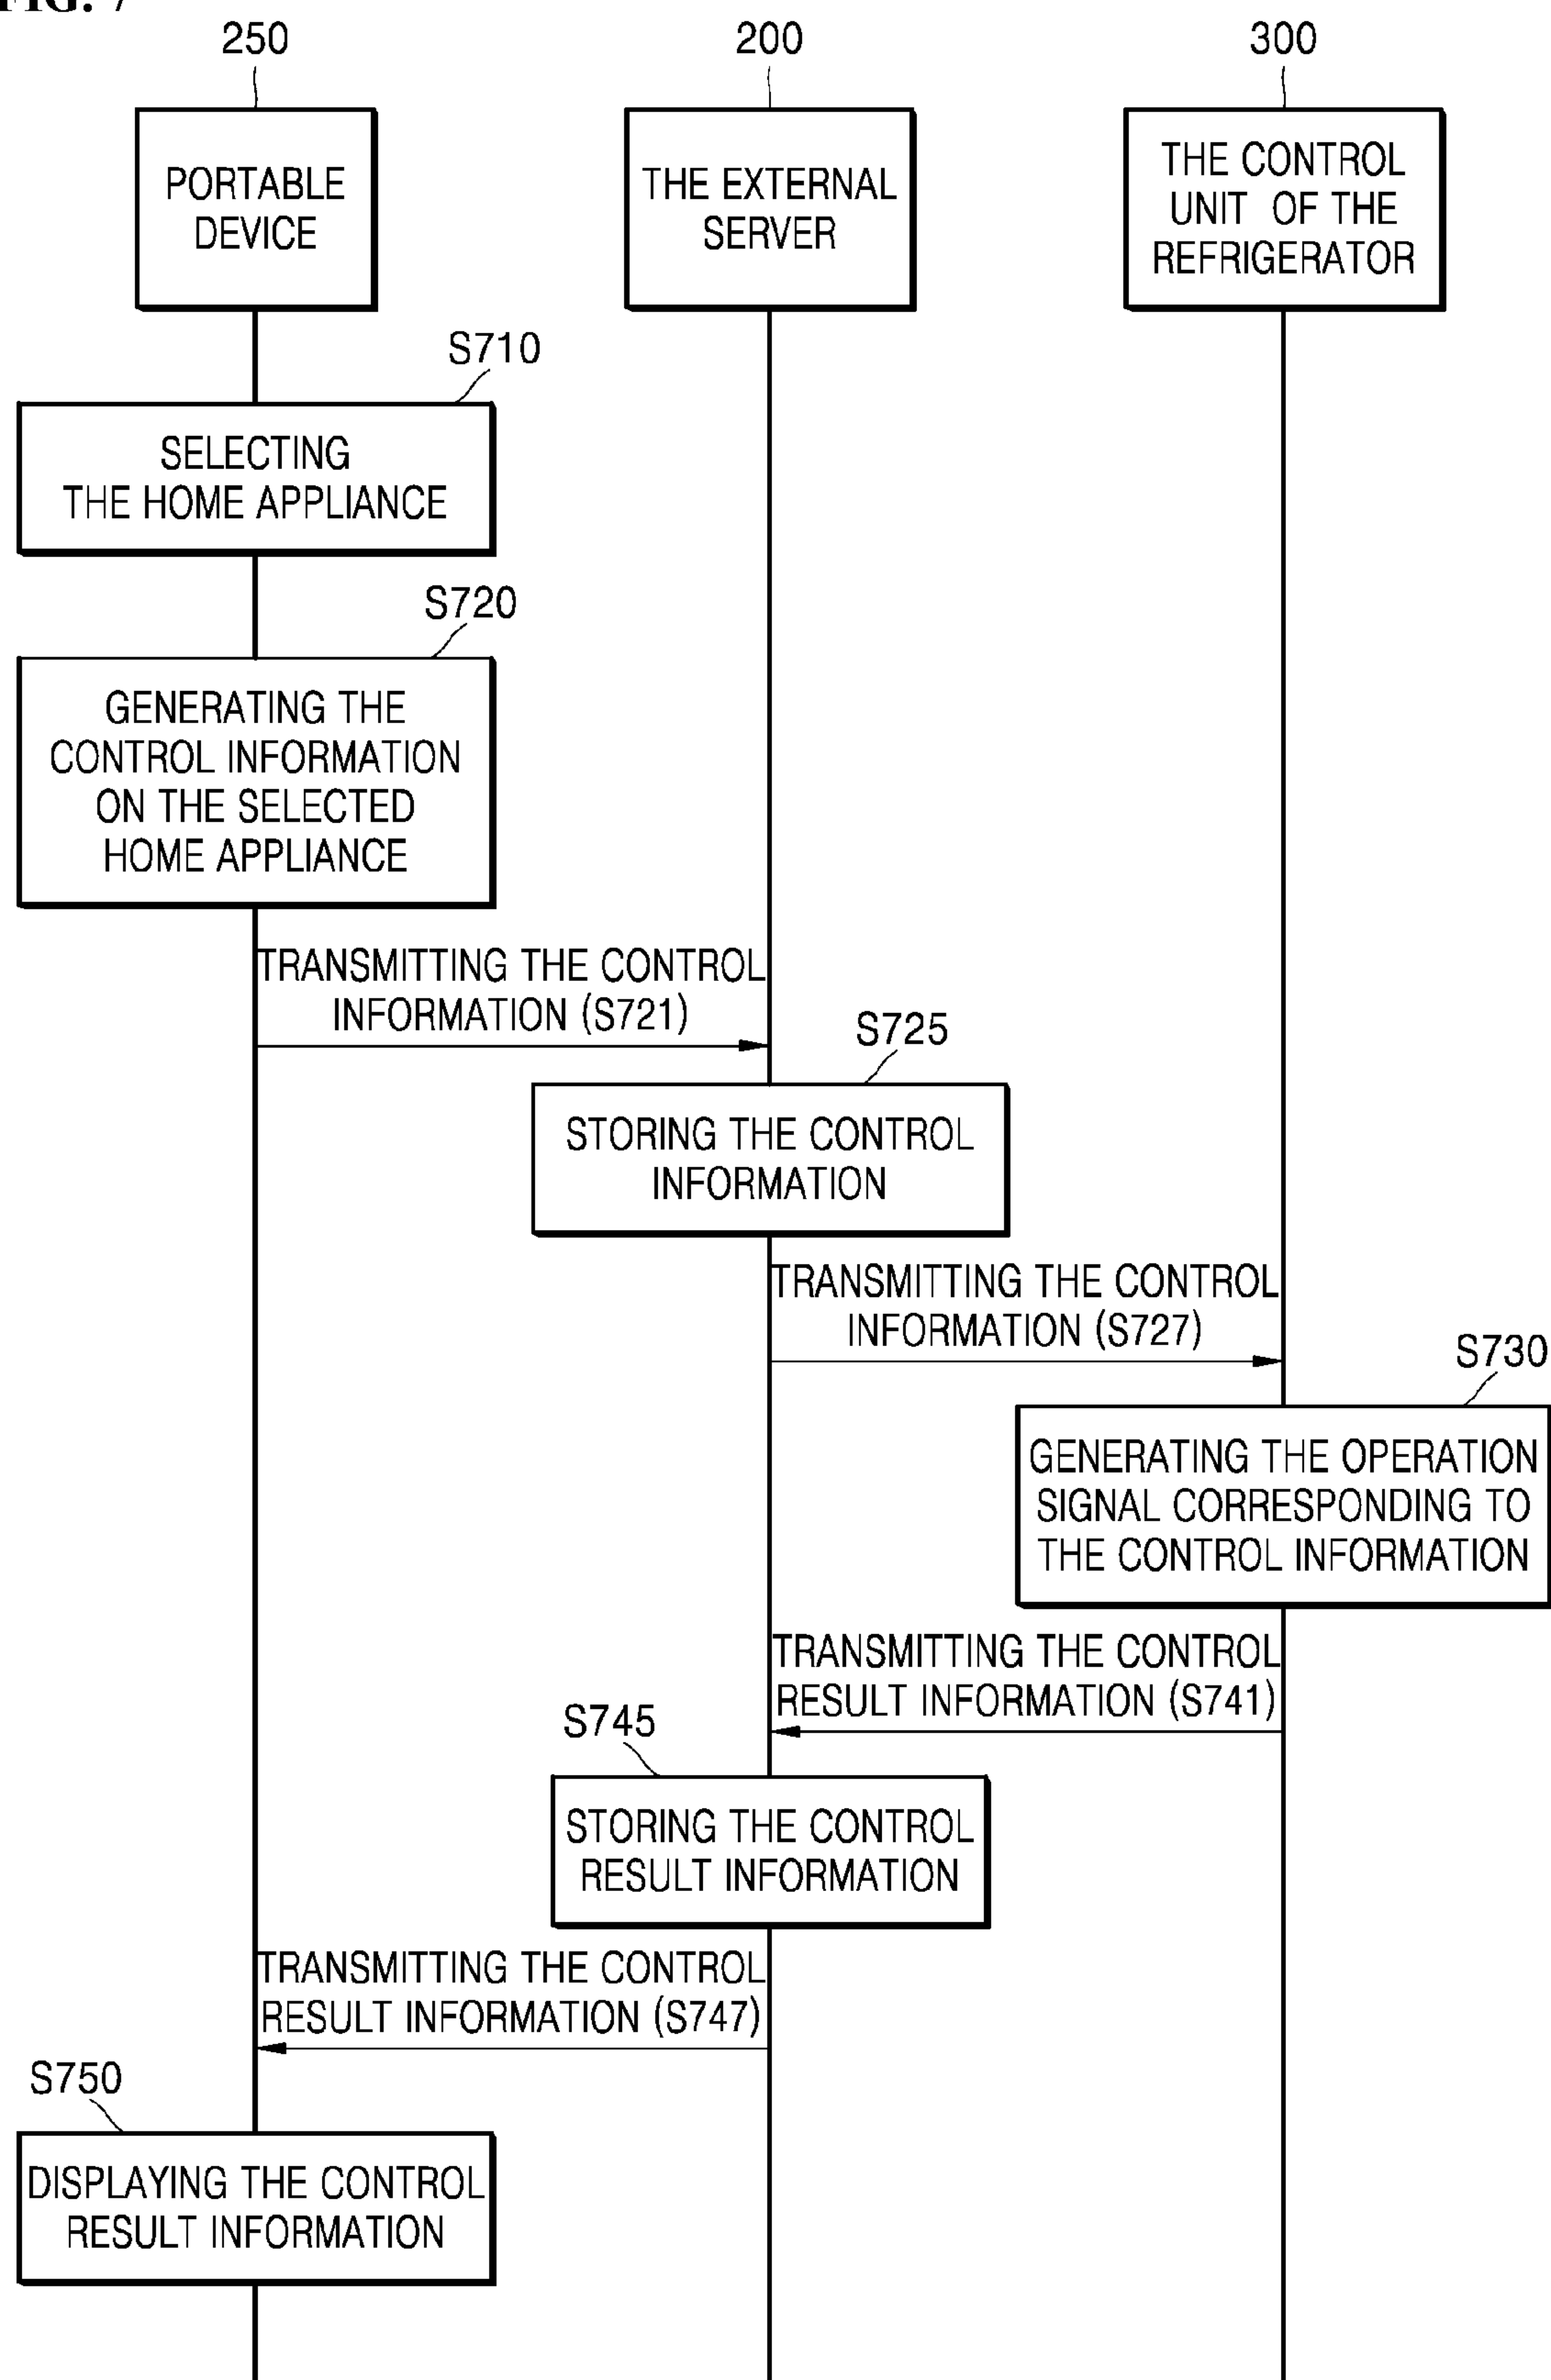 FIG. 7
250
200
300
PORTABLE
DEVICE
THE EXTERNAL
SERVER
THE CONTROL
UNIT OF THE
REFRIGERATOR
S710
SELECTING
THE HOME APPLIANCE
S720
GENERATING THE
CONTROL INFORMATION
ON THE SELECTED
HOME APPLIANCE
TRANSMITTING THE CONTROL
INFORMATION (S721)
S725
STORING THE CONTROL
INFORMATION
TRANSMITTING THE CONTROL
INFORMATION (S727)
S730
GENERATING THE OPERATION
SIGNAL CORRESPONDING TO
THE CONTROL INFORMATION
TRANSMITTING THE CONTROL
RESULT INFORMATION (S741)
S745
STORING THE CONTROL
RESULT INFORMATION
TRANSMITTING THE CONTROL
RESULT INFORMATION (S747)
S750
DISPLAYING THE CONTROL
RESULT INFORMATION